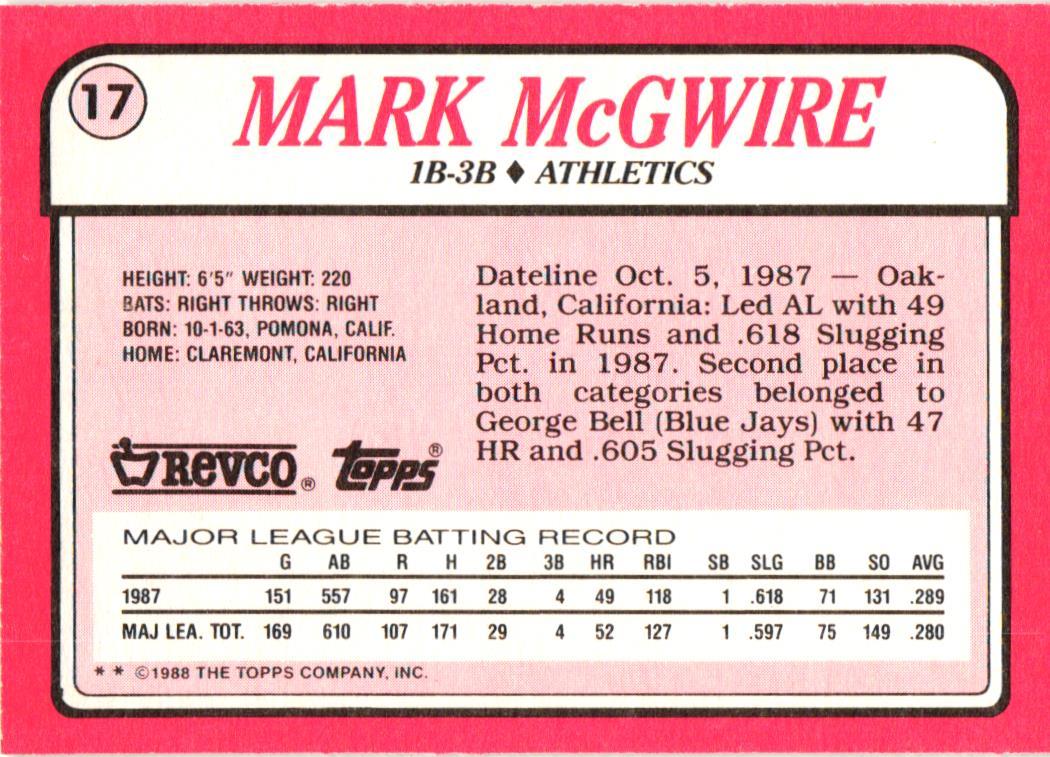 17
MARK McGWIRE
1B-3B ♦ ATHLETICS
HEIGHT: 6'5" WEIGHT: 220
BATS: RIGHT THROWS: RIGHT
BORN: 10-1-63, POMONA, CALIF.
HOME: CLAREMONT, CALIFORNIA
Dateline Oct. 5, 1987 — Oak-
land, California: Led AL with 49
Home Runs and .618 Slugging
Pct. in 1987. Second place in
both categories belonged to
George Bell (Blue Jays) with 47
HR and .605 Slugging Pct.
REVCO® Topps®
MAJOR LEAGUE BATTING RECORD
G AB R H 2B 3B HR RBI SB SLG BB SO AVG
1987 151 557 97 161 28 4 49 118 1 .618 71 131 .289
MAJ LEA. TOT. 169 610 107 171 29 4 52 127 1 .597 75 149 .280
* * ©1988 THE TOPPS COMPANY, INC.